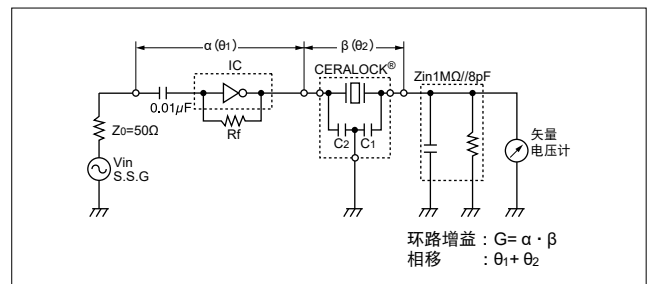 α (θ1)
β (θ2)
IC
CERALOCK®
Zin1MΩ//8pF
0.01μF
Rf
Z0=50Ω
C2
C1
矢量
电压计
Vin
S.S.G
环路增益 : G= α · β
相移 : θ1+ θ2